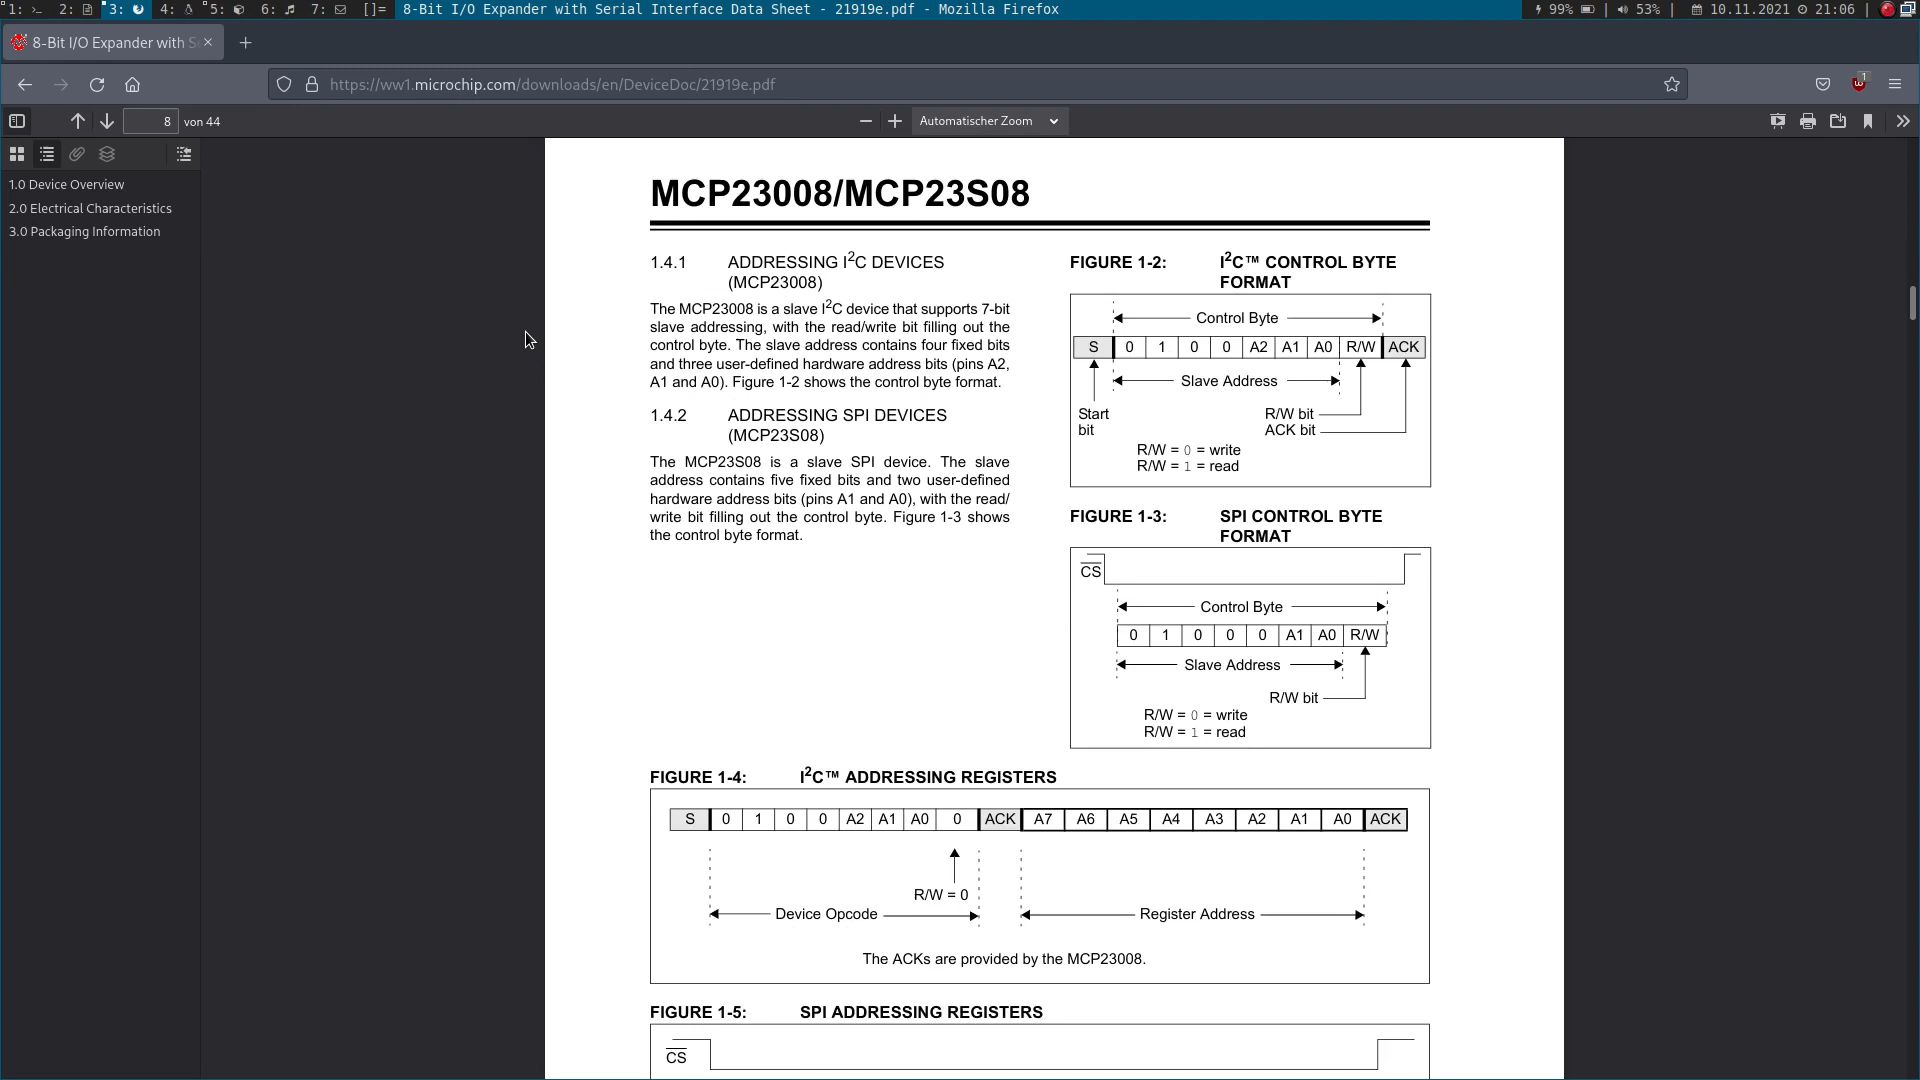 1: 2: 3: 4: 5: 6: 7: []= 8-Bit I/O Expander with Serial Interface Data Sheet - 21919e.pdf - Mozilla Firefox 99% | 53% | 10.11.2021 21:06 |
8-Bit I/O Expander with S
https://ww1.microchip.com/downloads/en/DeviceDoc/21919e.pdf 1
8 von 44 Automatischer Zoom
1.0 Device Overview
2.0 Electrical Characteristics
3.0 Packaging Information
MCP23008/MCP23S08
1.4.1 ADDRESSING I2C DEVICES
(MCP23008)
The MCP23008 is a slave I2C device that supports 7-bit
slave addressing, with the read/write bit filling out the
control byte. The slave address contains four fixed bits
and three user-defined hardware address bits (pins A2,
A1 and A0). Figure 1-2 shows the control byte format.
1.4.2 ADDRESSING SPI DEVICES
(MCP23S08)
The MCP23S08 is a slave SPI device. The slave
address contains five fixed bits and two user-defined
hardware address bits (pins A1 and A0), with the read/
write bit filling out the control byte. Figure 1-3 shows
the control byte format.
FIGURE 1-2: I2C™ CONTROL BYTE
FORMAT
Control Byte
S 0 1 0 0 A2 A1 A0 R/W ACK
Slave Address
Start
bit
R/W bit
ACK bit
R/W = 0 = write
R/W = 1 = read
FIGURE 1-3: SPI CONTROL BYTE
FORMAT
CS
Control Byte
0 1 0 0 0 A1 A0 R/W
Slave Address
R/W bit
R/W = 0 = write
R/W = 1 = read
FIGURE 1-4: I2C™ ADDRESSING REGISTERS
S 0 1 0 0 A2 A1 A0 0 ACK A7 A6 A5 A4 A3 A2 A1 A0 ACK
R/W = 0
Device Opcode Register Address
The ACKs are provided by the MCP23008.
FIGURE 1-5: SPI ADDRESSING REGISTERS
CS